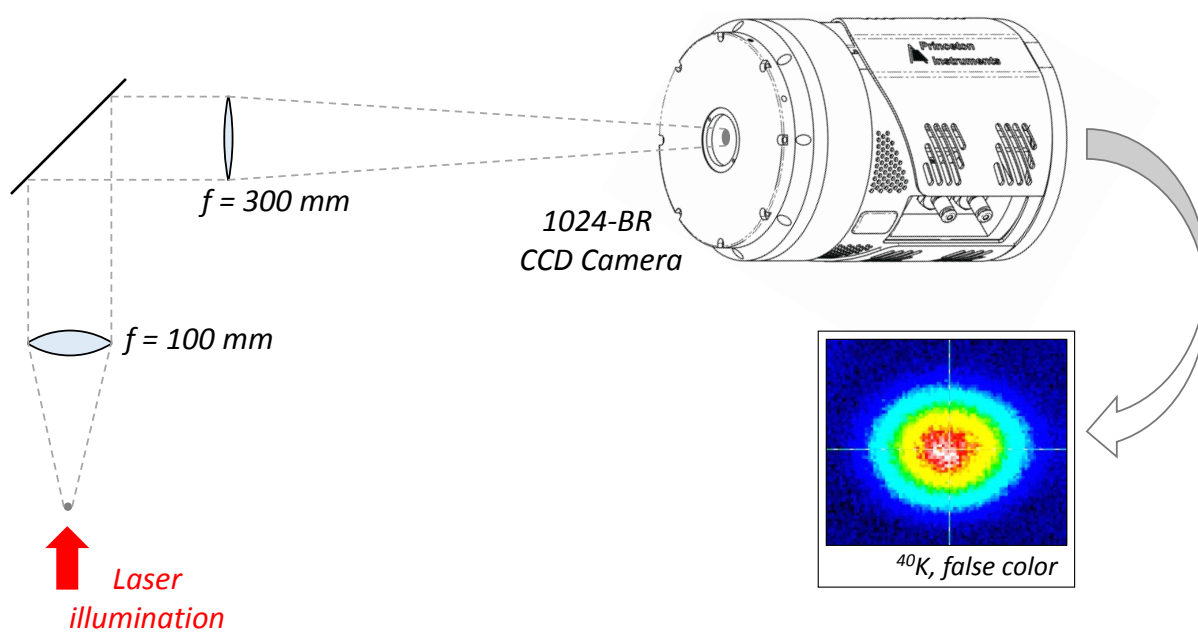 Princeton
Instruments
f = 300 mm
1024-BR
CCD Camera
f = 100 mm
Laser
illumination
⁴⁰K, false color